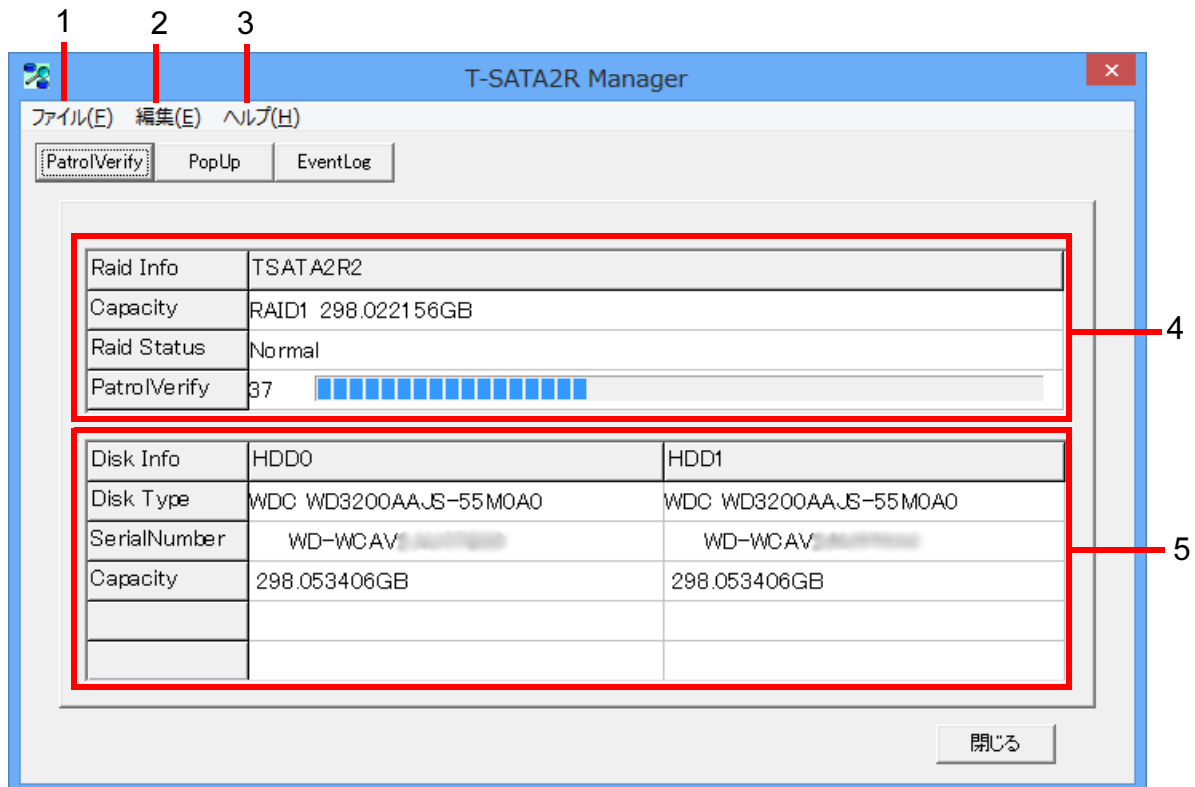 1 2 3
T-SATA2R Manager
ファイル(F) 編集(E) ヘルプ(H)
PatrolVerify PopUp EventLog
Raid Info TSATA2R2
Capacity RAID1 298.022156GB
4
Raid Status Normal
PatrolVerify 37
Disk Info HDD0 HDD1
Disk Type WDC WD3200AAJS-55M0A0 WDC WD3200AAJS-55M0A0
SerialNumber WD-WCAV WD-WCAV
5
Capacity 298.053406GB 298.053406GB
閉じる